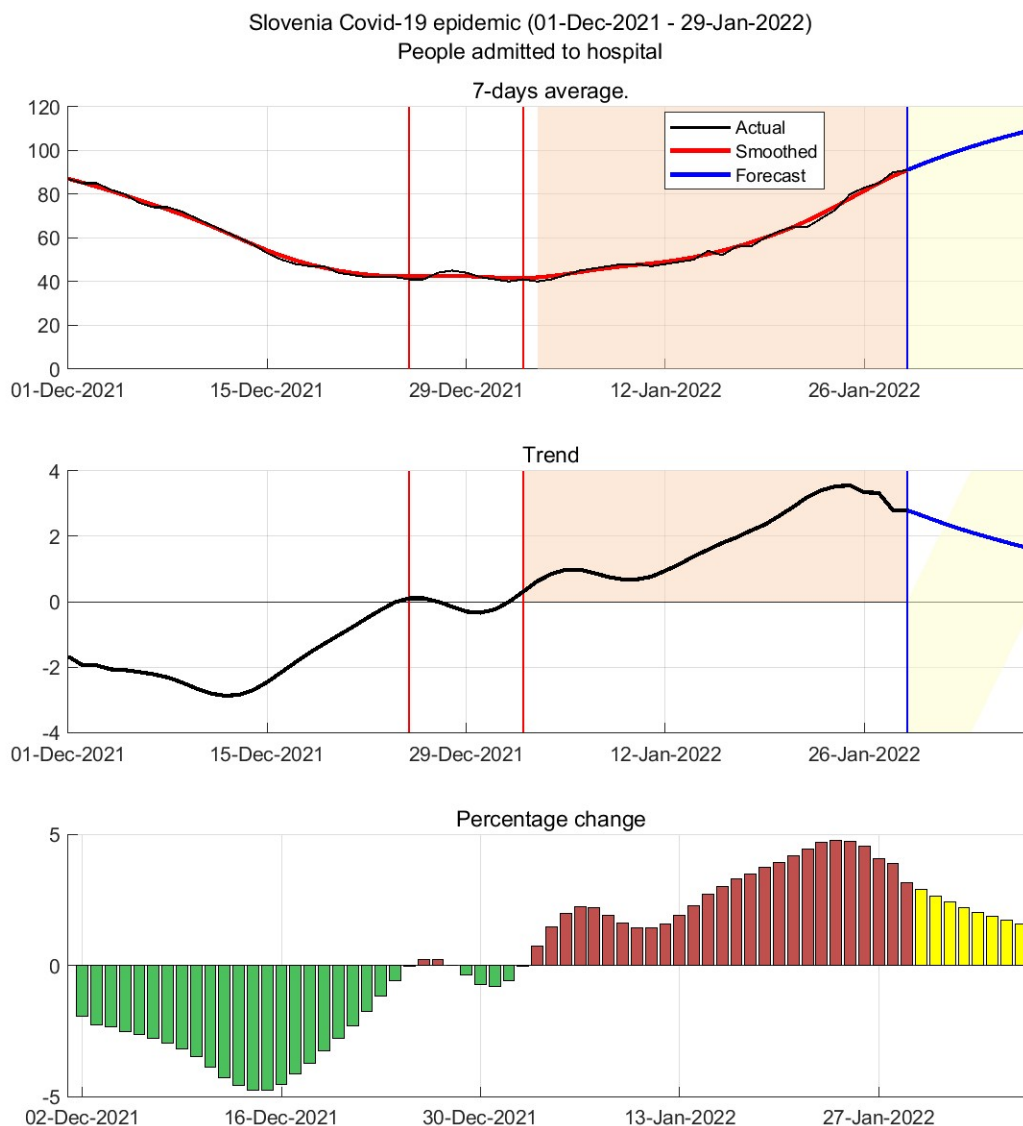 Slovenia Covid-19 epidemic (01-Dec-2021 - 29-Jan-2022)
People admitted to hospital
7-days average.
120
100
80
60
40
20
0
Actual
Smoothed
Forecast
01-Dec-2021 15-Dec-2021 29-Dec-2021 12-Jan-2022 26-Jan-2022
Trend
4
2
0
-2
-4
01-Dec-2021 15-Dec-2021 29-Dec-2021 12-Jan-2022 26-Jan-2022
Percentage change
5
0
-5
02-Dec-2021 16-Dec-2021 30-Dec-2021 13-Jan-2022 27-Jan-2022